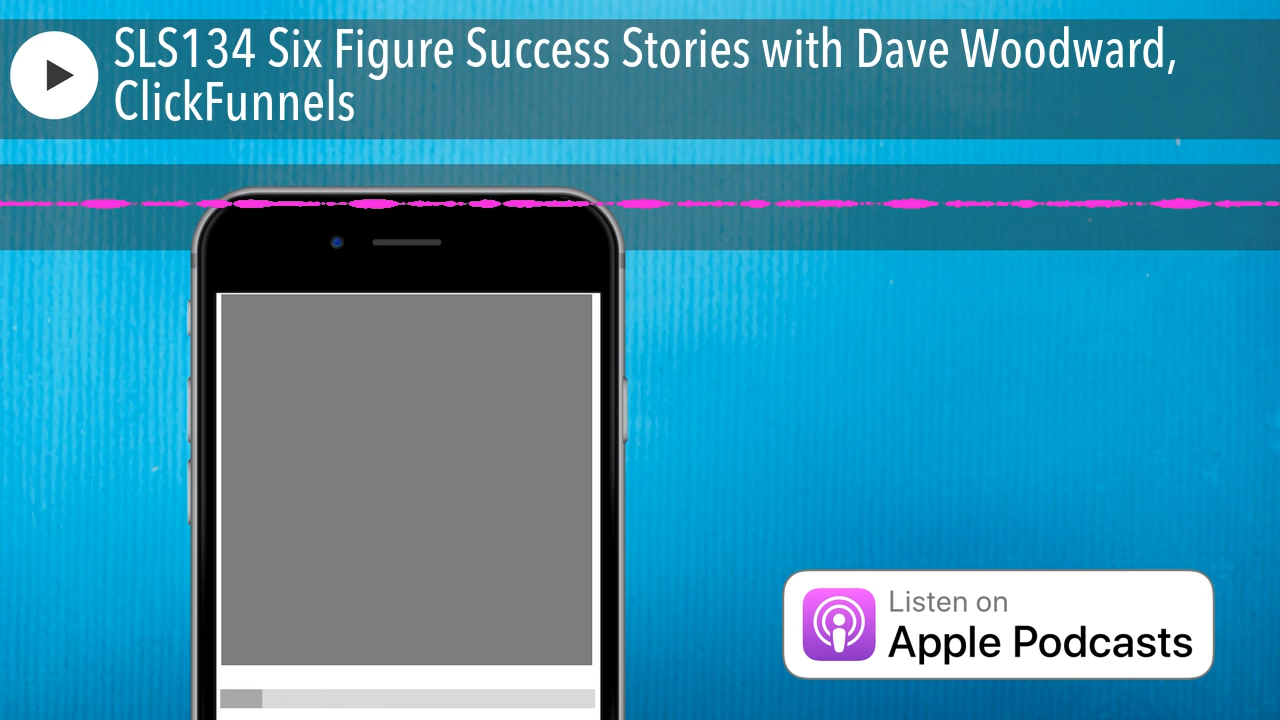 SLS134 Six Figure Success Stories with Dave Woodward,
ClickFunnels
Listen on
Apple Podcasts